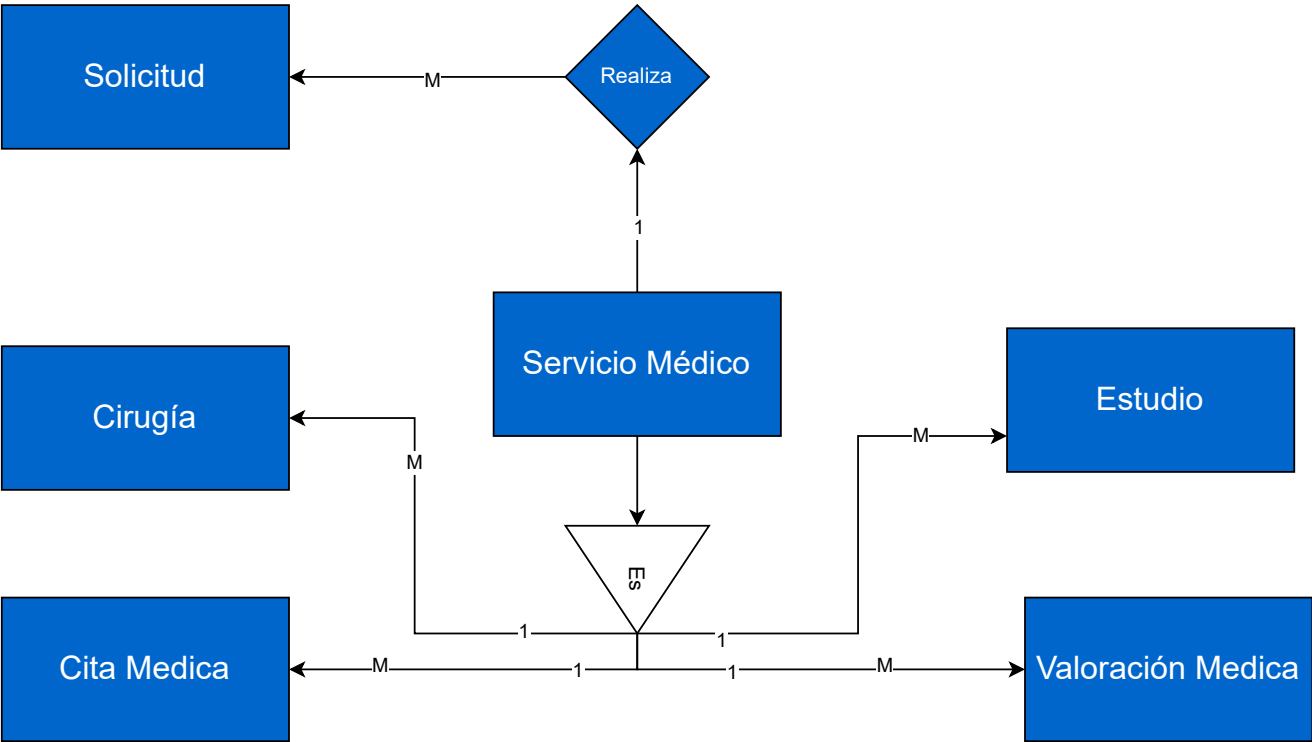 Solicitud
M
Realiza
1
Servicio Médico
Estudio
Cirugía
M
M
Es
1
1
Cita Medica
M
1
1
M
Valoración Medica